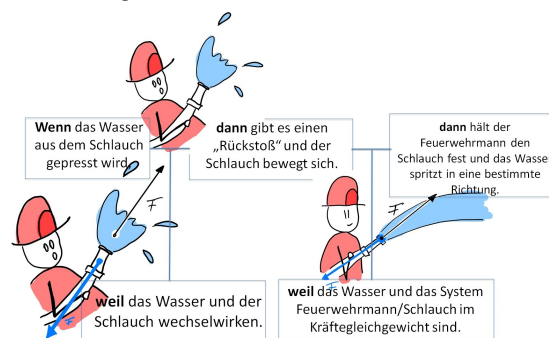 Wenn das Wasser
aus dem Schlauch
gepresst wird,
dann gibt es einen
„Rückstoß“ und der
Schlauch bewegt sich.
dann hält der
Feuerwehrmann den
Schlauch fest und das Wasser
spritzt in eine bestimmte
Richtung.
F
F
F
F
weil das Wasser und der
Schlauch wechselwirken.
weil das Wasser und das System
Feuerwehrmann/Schlauch im
Kräftegleichgewicht sind.